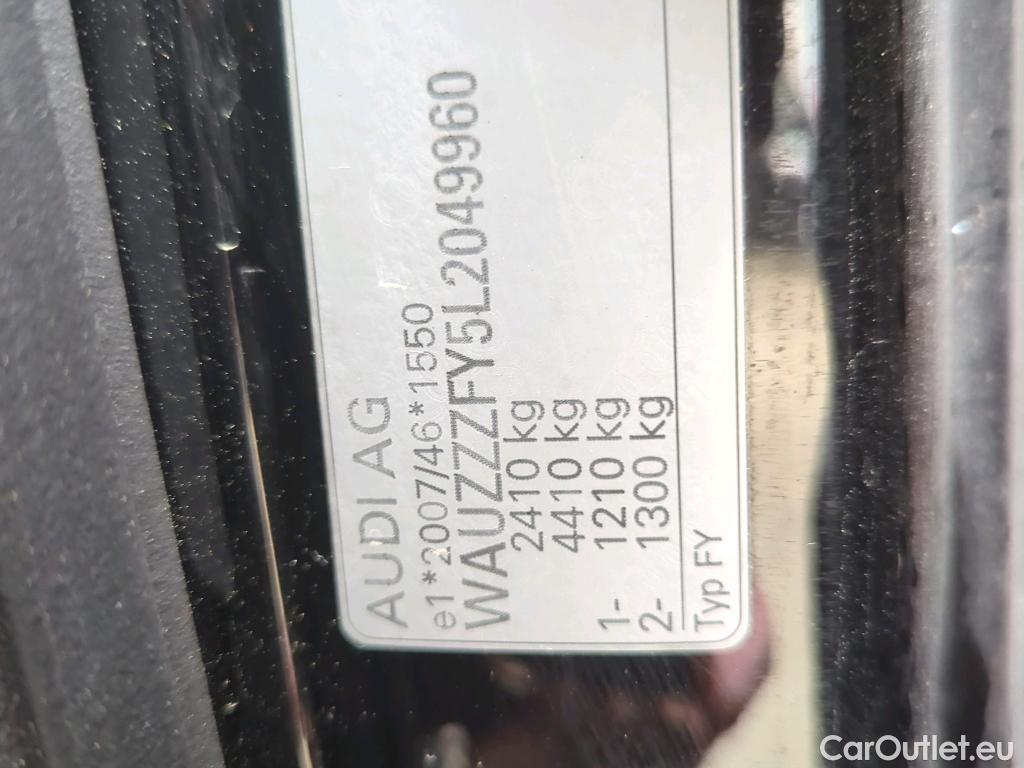 AUDI AG
e1*2007/46*1550
WAUZZZFY5L2049960
2410 kg
4410 kg
1- 1210 kg
2- 1300 kg
Typ FY
CarOutlet.eu